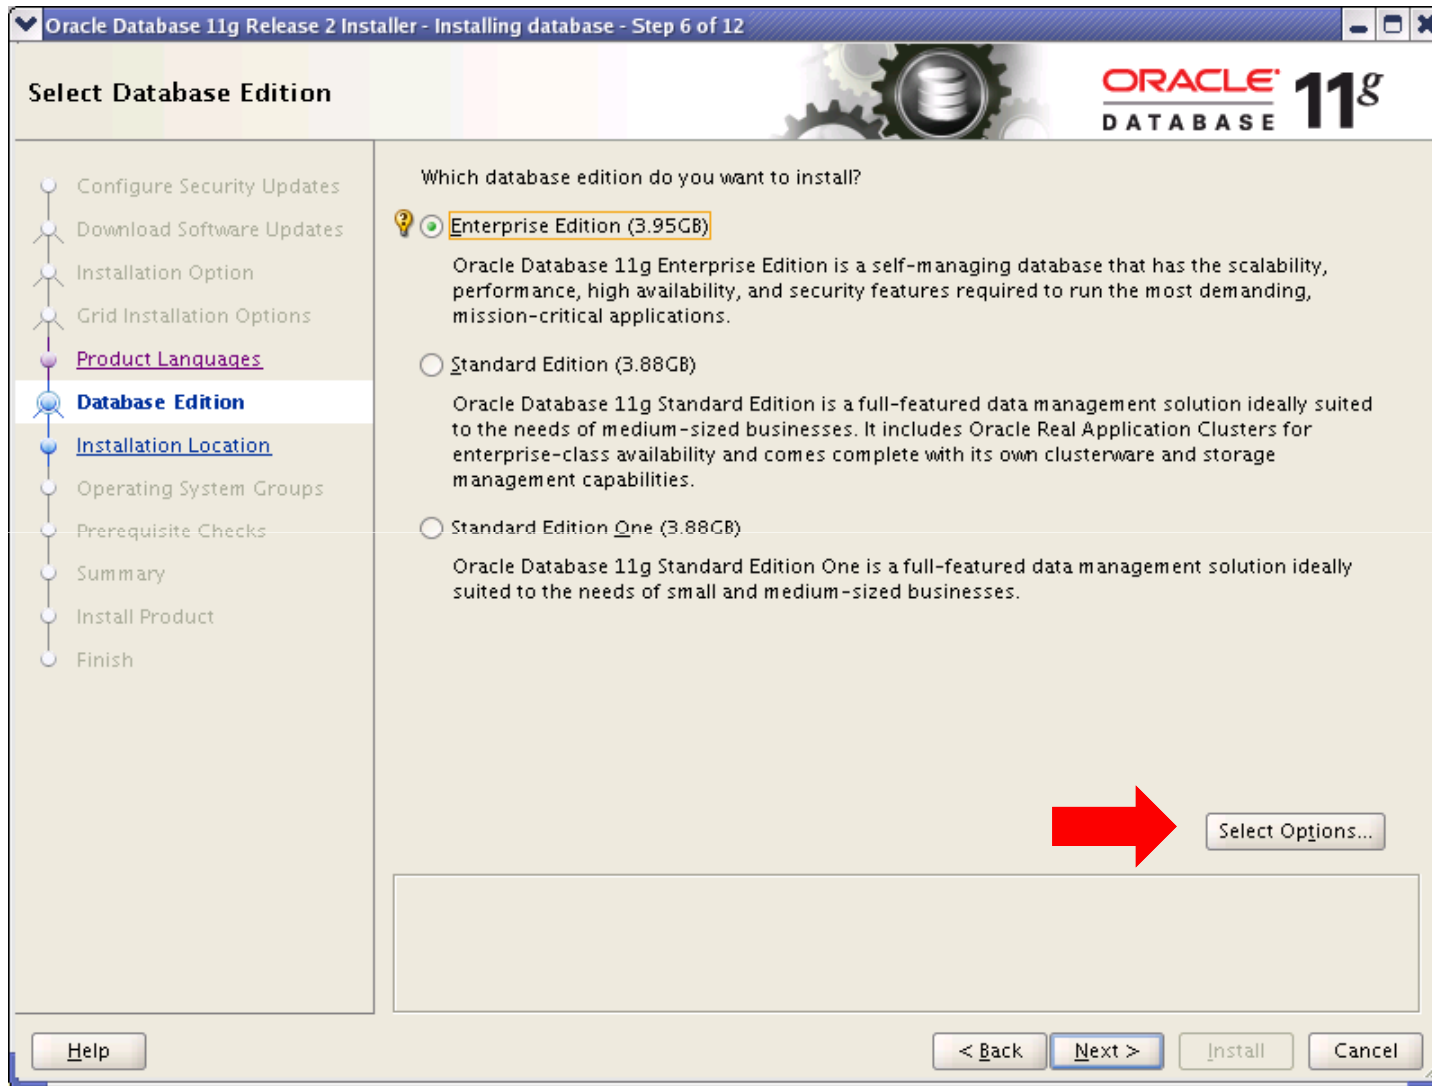 Oracle Database 11g Release 2 Installer - Installing database - Step 6 of 12
Select Database Edition
ORACLE
DATABASE
11g
Configure Security Updates
Download Software Updates
Installation Option
Grid Installation Options
Product Languages
Database Edition
Installation Location
Operating System Groups
Prerequisite Checks
Summary
Install Product
Finish
Which database edition do you want to install?
Enterprise Edition (3.95GB)
Oracle Database 11g Enterprise Edition is a self-managing database that has the scalability,
performance, high availability, and security features required to run the most demanding,
mission-critical applications.
Standard Edition (3.88GB)
Oracle Database 11g Standard Edition is a full-featured data management solution ideally suited
to the needs of medium-sized businesses. It includes Oracle Real Application Clusters for
enterprise-class availability and comes complete with its own clusterware and storage
management capabilities.
Standard Edition One (3.88GB)
Oracle Database 11g Standard Edition One is a full-featured data management solution ideally
suited to the needs of small and medium-sized businesses.
Select Options...
Help
< Back
Next >
Install
Cancel